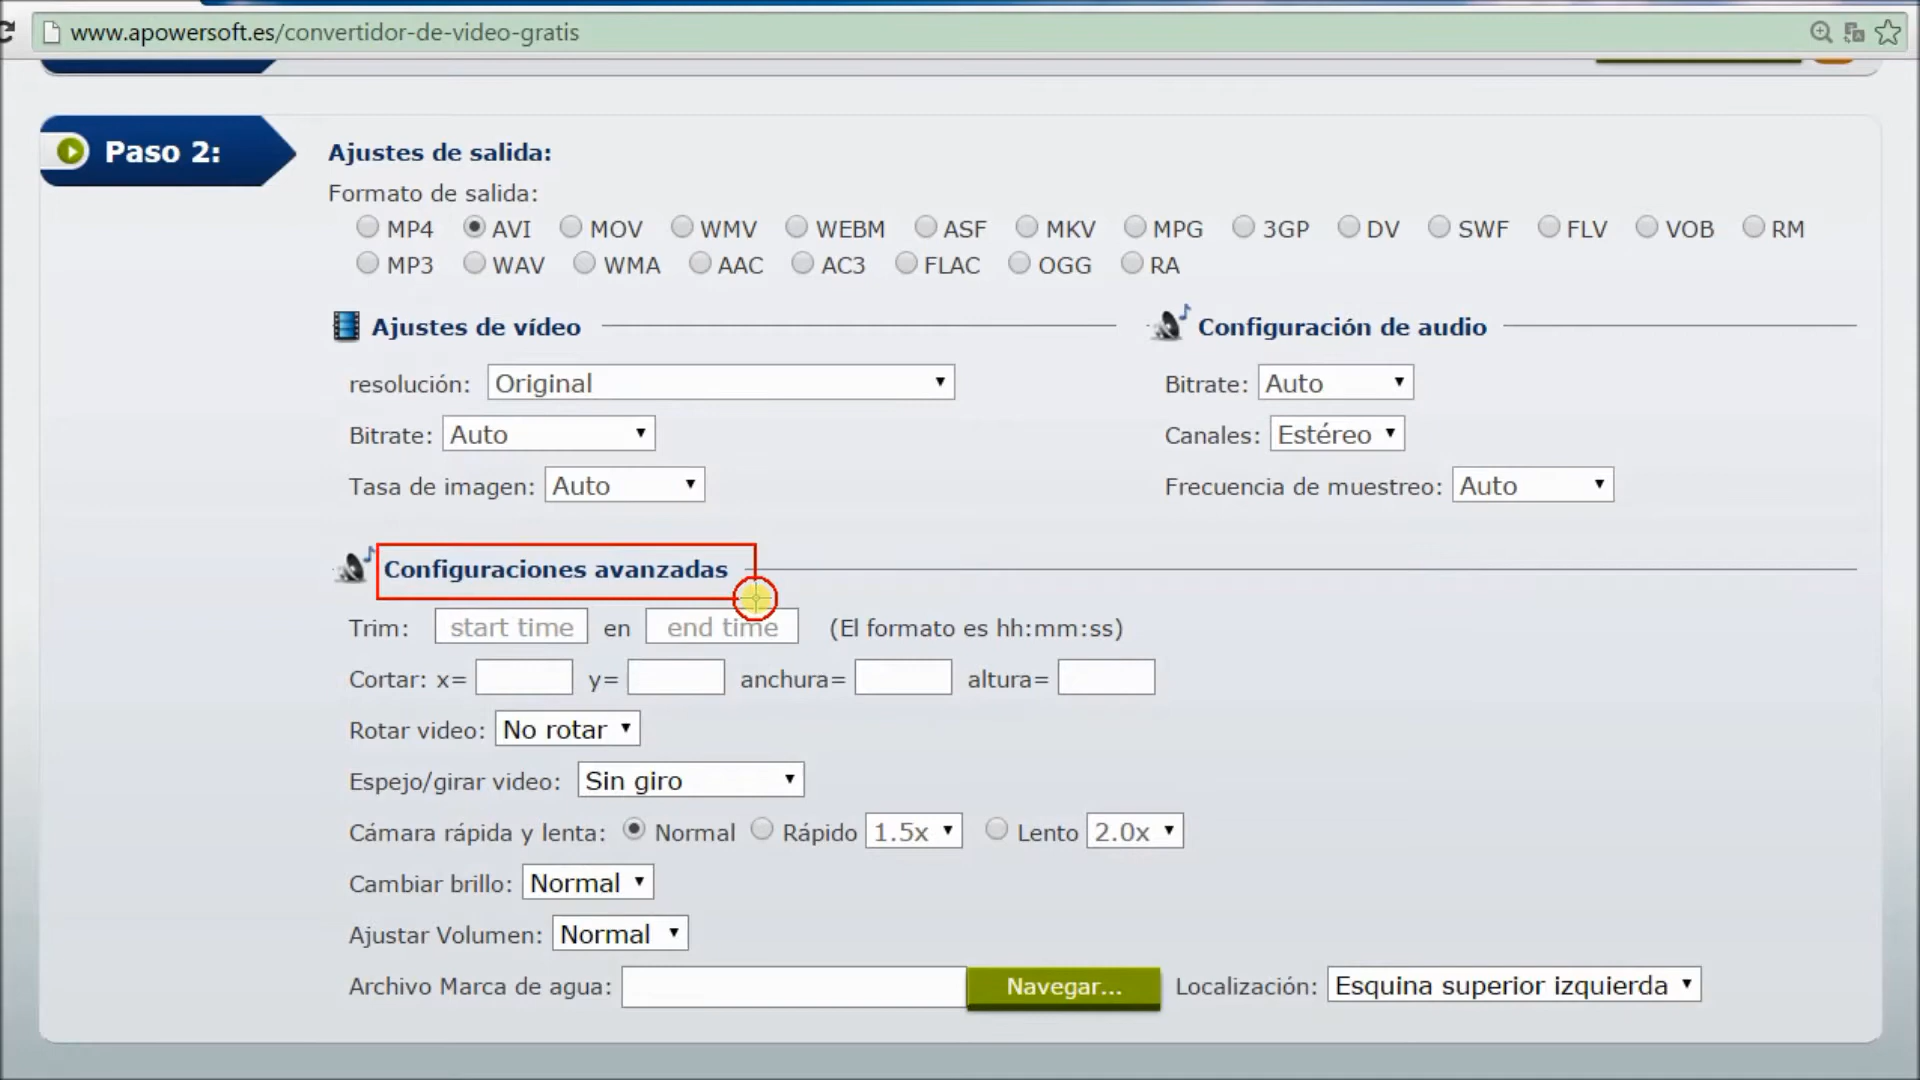 www.apowersoft.es/convertidor-de-video-gratis
Paso 2:
Ajustes de salida:
Formato de salida:
MP4 AVI MOV WMV WEBM ASF MKV MPG 3GP DV SWF FLV VOB RM
MP3 WAV WMA AAC AC3 FLAC OGG RA
Ajustes de vídeo Configuración de audio
resolución: Original Bitrate: Auto
Bitrate: Auto Canales: Estéreo
Tasa de imagen: Auto Frecuencia de muestreo: Auto
Configuraciones avanzadas
Trim: start time en end time (El formato es hh:mm:ss)
Cortar: x= y= anchura= altura=
Rotar video: No rotar
Espejo/girar video: Sin giro
Cámara rápida y lenta: Normal Rápido 1.5x Lento 2.0x
Cambiar brillo: Normal
Ajustar Volumen: Normal
Archivo Marca de agua: Navegar... Localización: Esquina superior izquierda